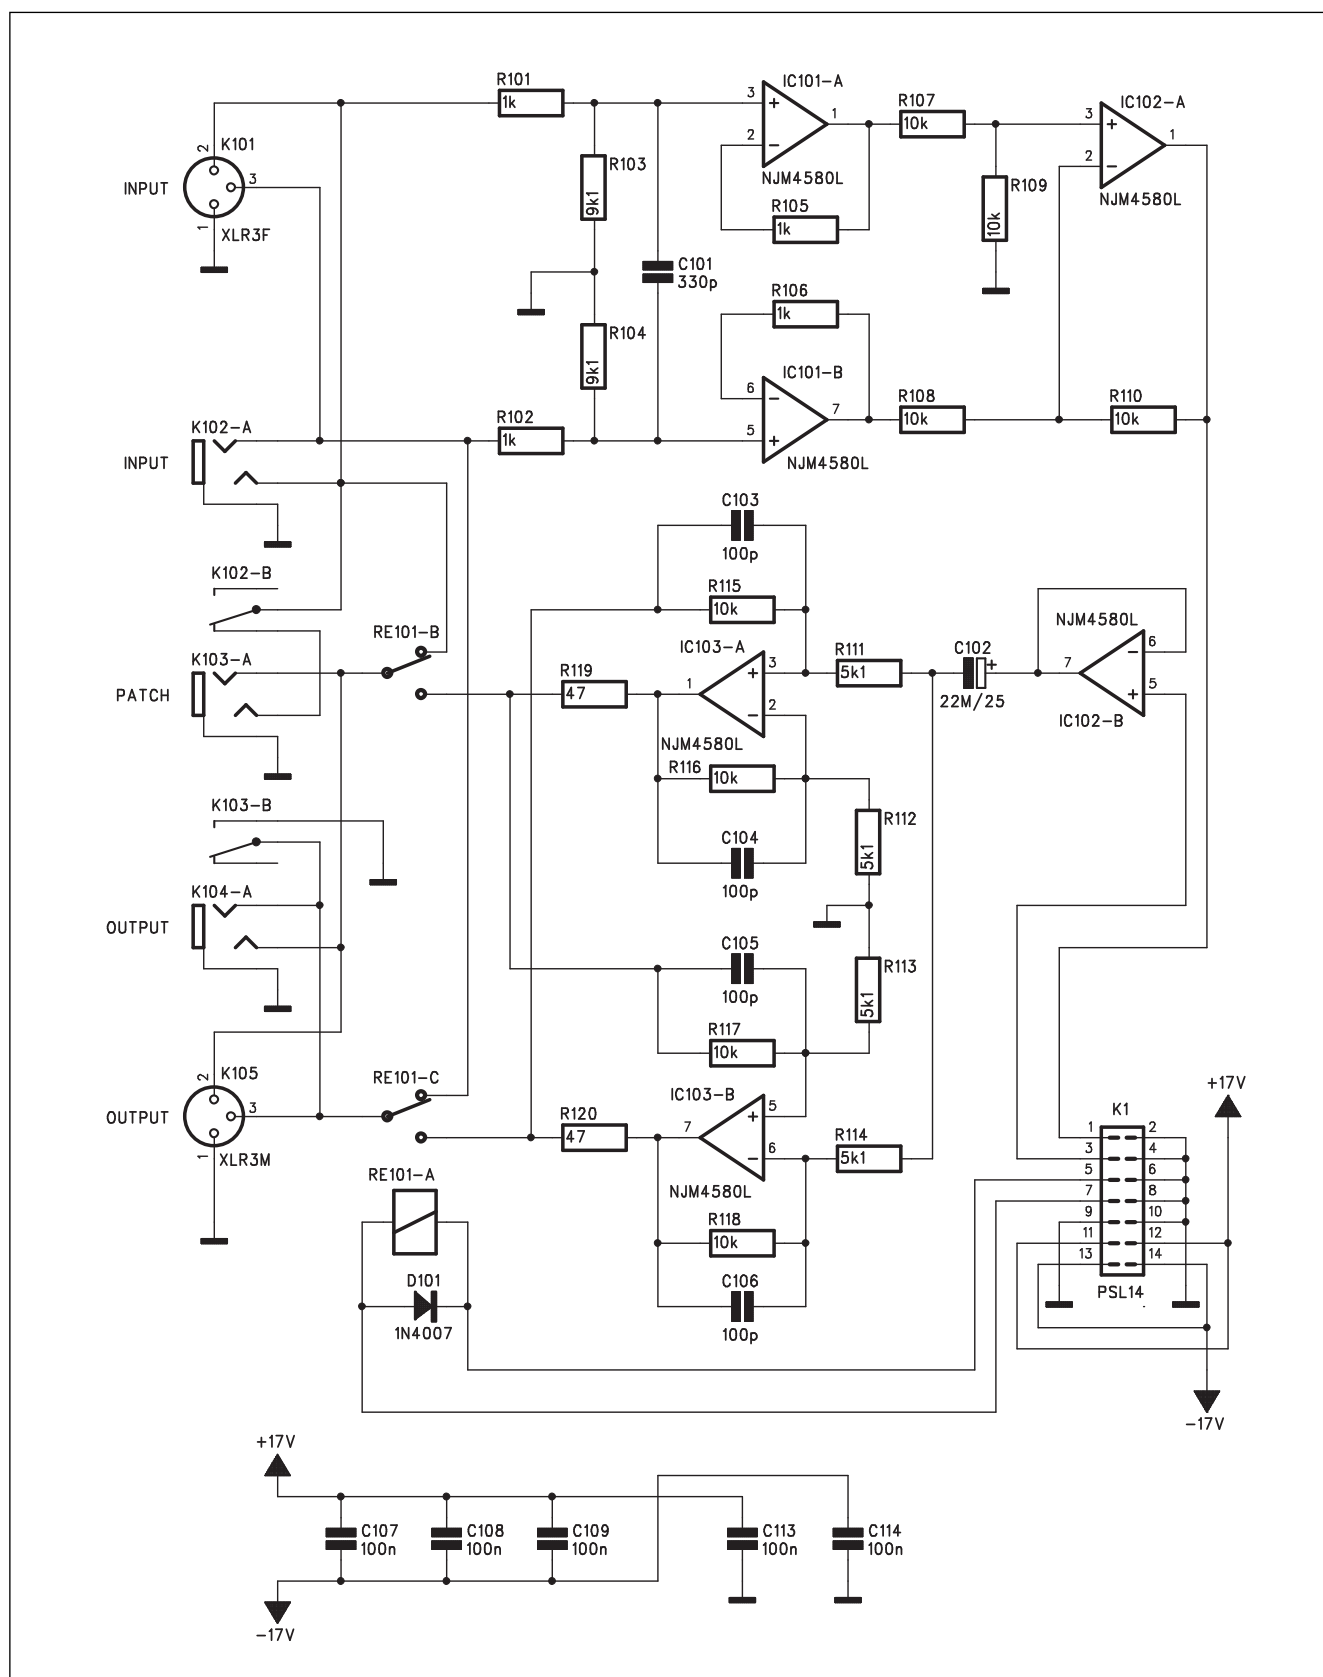 R101
1k
IC101-A
3
+
1
2
−
NJM4580L
R107
10k
IC102-A
3
+
1
2
−
NJM4580L
K101
2
3
1
INPUT
XLR3F
R103
9k1
R105
1k
R109
10k
C101
330p
R106
1k
R104
9k1
IC101-B
6
−
7
5
+
NJM4580L
R108
10k
R110
10k
K102-A
INPUT
R102
1k
C103
100p
K102-B
R115
10k
RE101-B
IC103-A
3
+
1
2
−
NJM4580L
R111
5k1
C102
+
22M/25
NJM4580L
6
−
7
5
+
IC102-B
K103-A
PATCH
R119
47
R116
10k
K103-B
C104
100p
R112
5k1
K104-A
OUTPUT
C105
100p
R113
5k1
R117
10k
K105
2
3
1
OUTPUT
XLR3M
RE101-C
R120
47
IC103-B
5
+
7
6
−
NJM4580L
R114
5k1
+17V
K1
1
2
3
4
5
6
7
8
9
10
11
12
13
14
PSL14
RE101-A
R118
10k
D101
1N4007
C106
100p
-17V
+17V
C107
100n
C108
100n
C109
100n
C113
100n
C114
100n
-17V